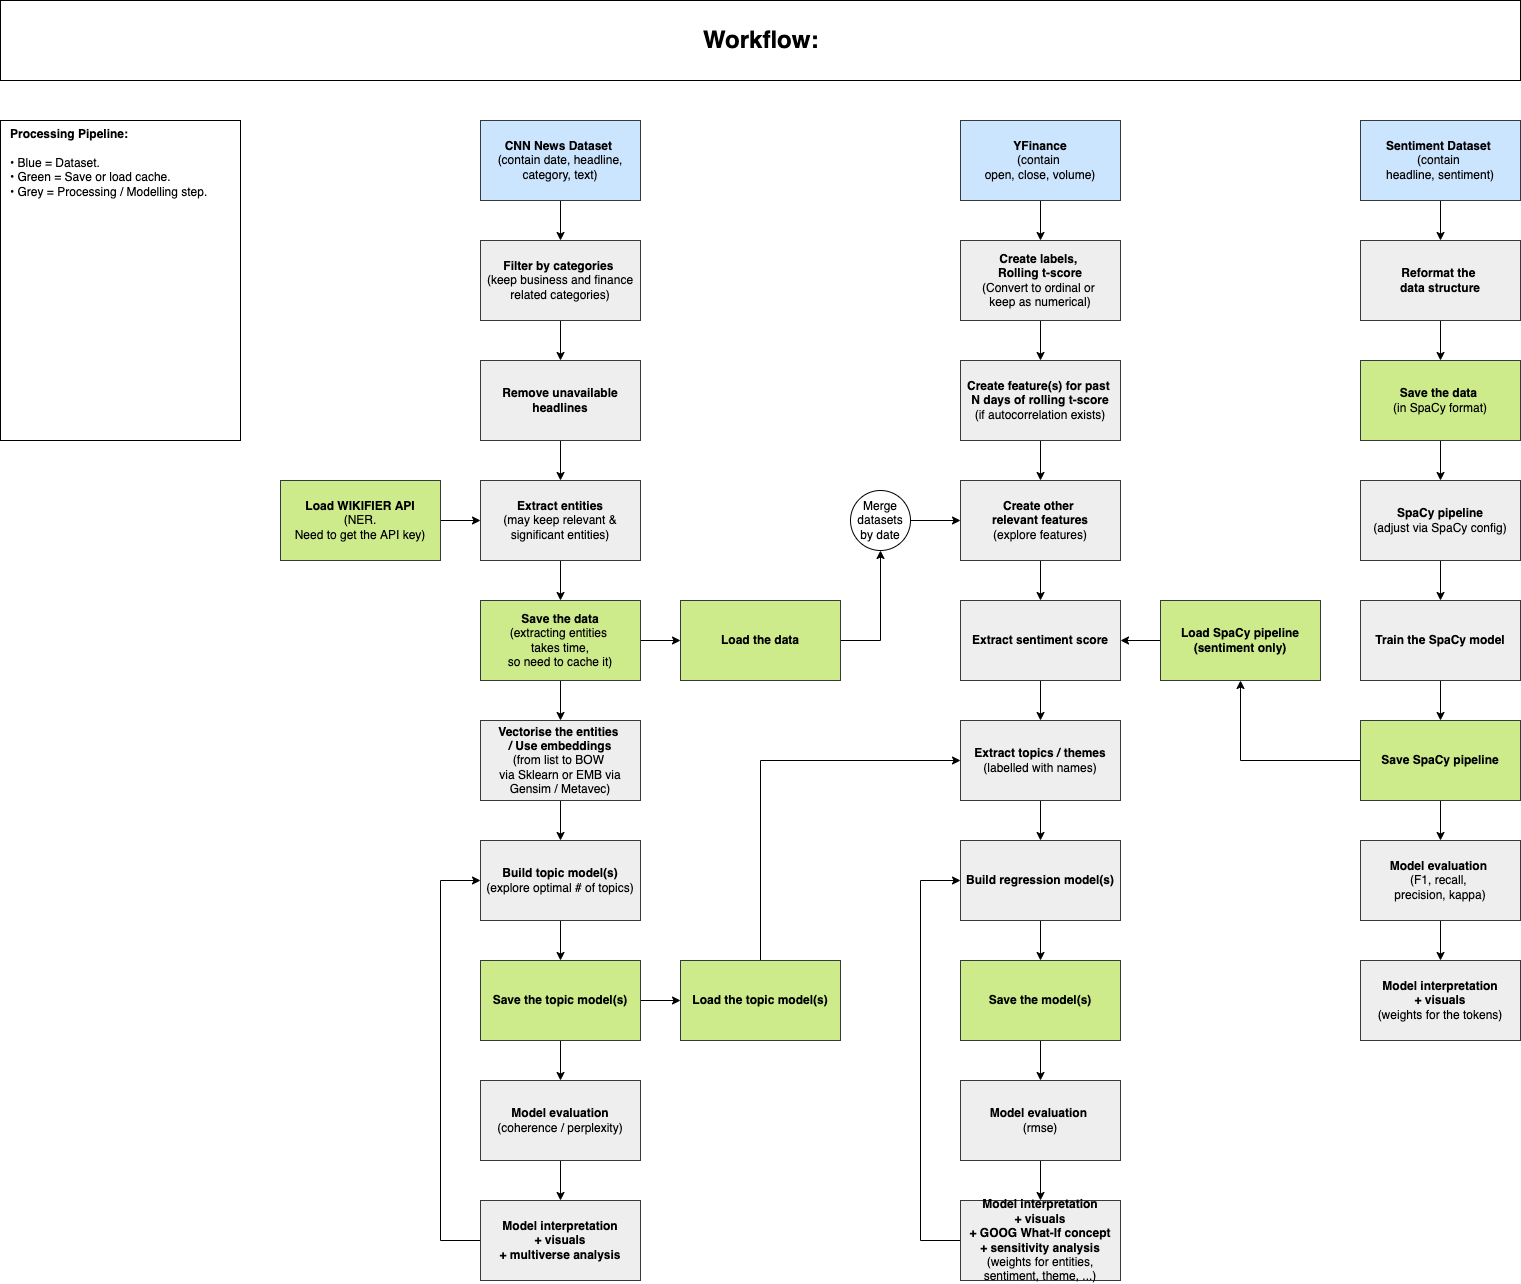 Workflow:
Processing Pipeline:
• Blue = Dataset.
• Green = Save or load cache.
• Grey = Processing / Modelling step.
CNN News Dataset
(contain date, headline,
category, text)
Filter by categories
(keep business and finance
related categories)
Remove unavailable
headlines
Load WIKIFIER API
(NER.
Need to get the API key)
Extract entities
(may keep relevant &
significant entities)
Save the data
(extracting entities
takes time,
so need to cache it)
Load the data
Merge
datasets
by date
Vectorise the entities
/ Use embeddings
(from list to BOW
via Sklearn or EMB via
Gensim / Metavec)
Build topic model(s)
(explore optimal # of topics)
Save the topic model(s)
Load the topic model(s)
Model evaluation
(coherence / perplexity)
Model interpretation
+ visuals
+ multiverse analysis
YFinance
(contain
open, close, volume)
Create labels,
Rolling t-score
(Convert to ordinal or
keep as numerical)
Create feature(s) for past
N days of rolling t-score
(if autocorrelation exists)
Create other
relevant features
(explore features)
Extract sentiment score
Extract topics / themes
(labelled with names)
Build regression model(s)
Save the model(s)
Model evaluation
(rmse)
Model interpretation
+ visuals
+ GOOG What-If concept
+ sensitivity analysis
(weights for entities,
sentiment, theme, ...)
Load SpaCy pipeline
(sentiment only)
Sentiment Dataset
(contain
headline, sentiment)
Reformat the
data structure
Save the data
(in SpaCy format)
SpaCy pipeline
(adjust via SpaCy config)
Train the SpaCy model
Save SpaCy pipeline
Model evaluation
(F1, recall,
precision, kappa)
Model interpretation
+ visuals
(weights for the tokens)